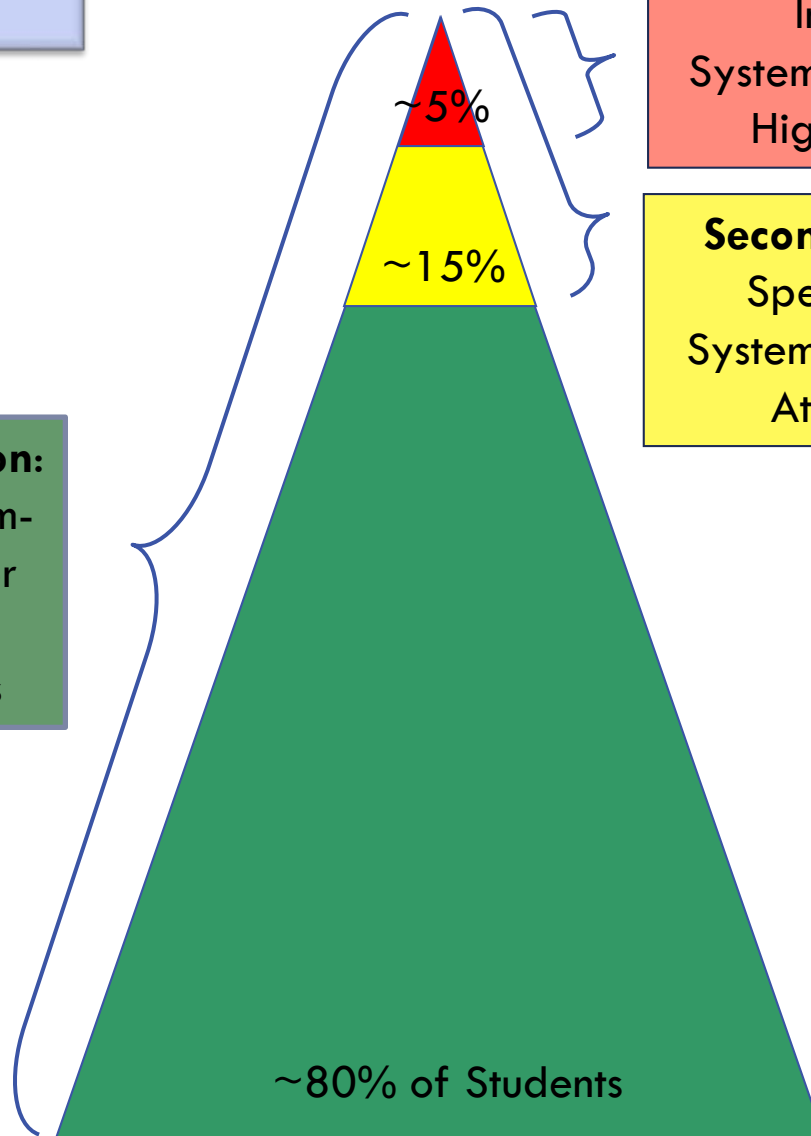 In
System
Hig
~5%
Secon
Spe
System
At
~15%
on:
m-
r
s
~80% of Students